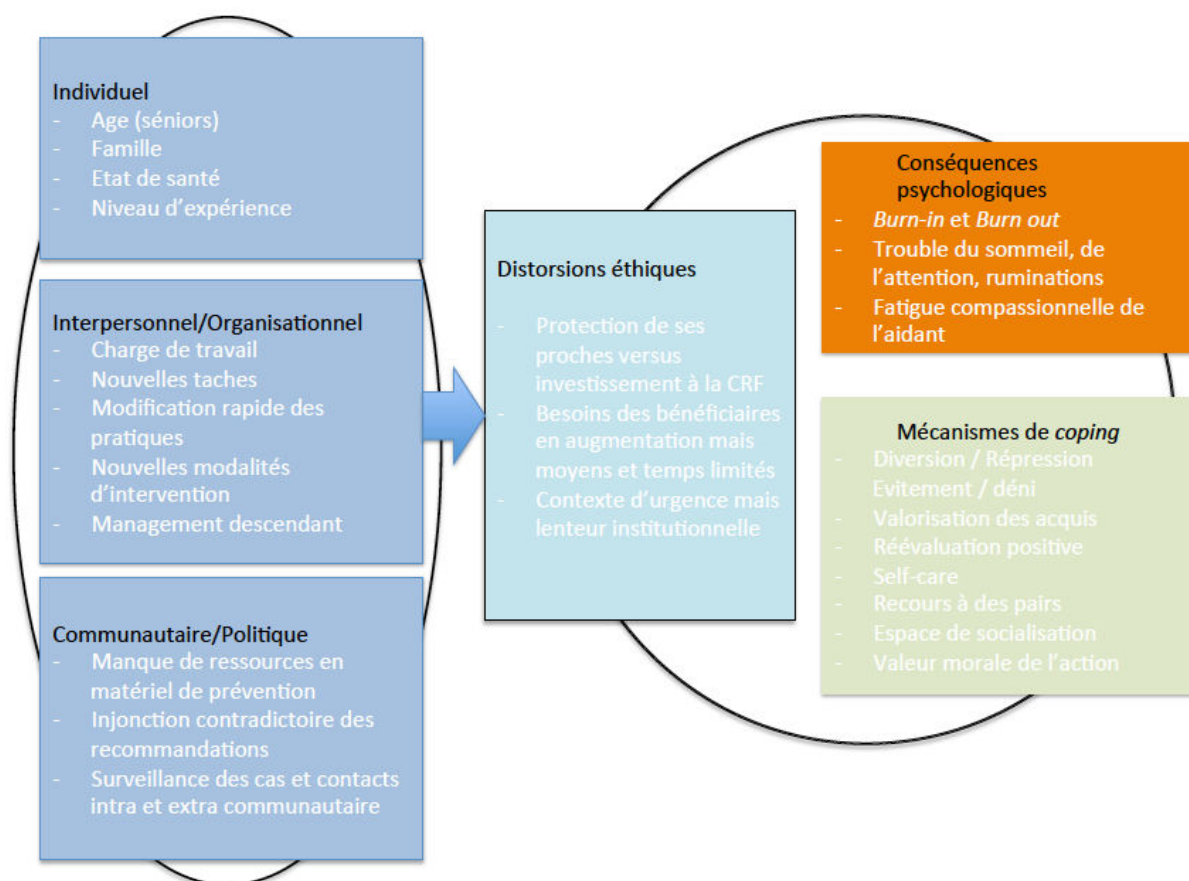 Individuel
- Age (séniors)
- Famille
- Etat de santé
- Niveau d'expérience
Interpersonnel/Organisationnel
- Charge de travail
- Nouvelles taches
- Modification rapide des
pratiques
- Nouvelles modalités
d'intervention
- Management descendant
Communautaire/Politique
- Manque de ressources en
matériel de prévention
- Injonction contradictoire des
recommandations
- Surveillance des cas et contacts
intra et extra communautaire
Distorsions éthiques
- Protection de ses
proches versus
investissement à la CRF
- Besoins des bénéficiaires
en augmentation mais
moyens et temps limités
- Contexte d'urgence mais
lenteur institutionnelle
Conséquences
psychologiques
- Burn-in et Burn out
- Trouble du sommeil, de
l'attention, ruminations
- Fatigue compassionnelle de
l'aidant
Mécanismes de coping
- Diversion / Répression
Evitement / déni
- Valorisation des acquis
- Réévaluation positive
- Self-care
- Recours à des pairs
- Espace de socialisation
- Valeur morale de l'action